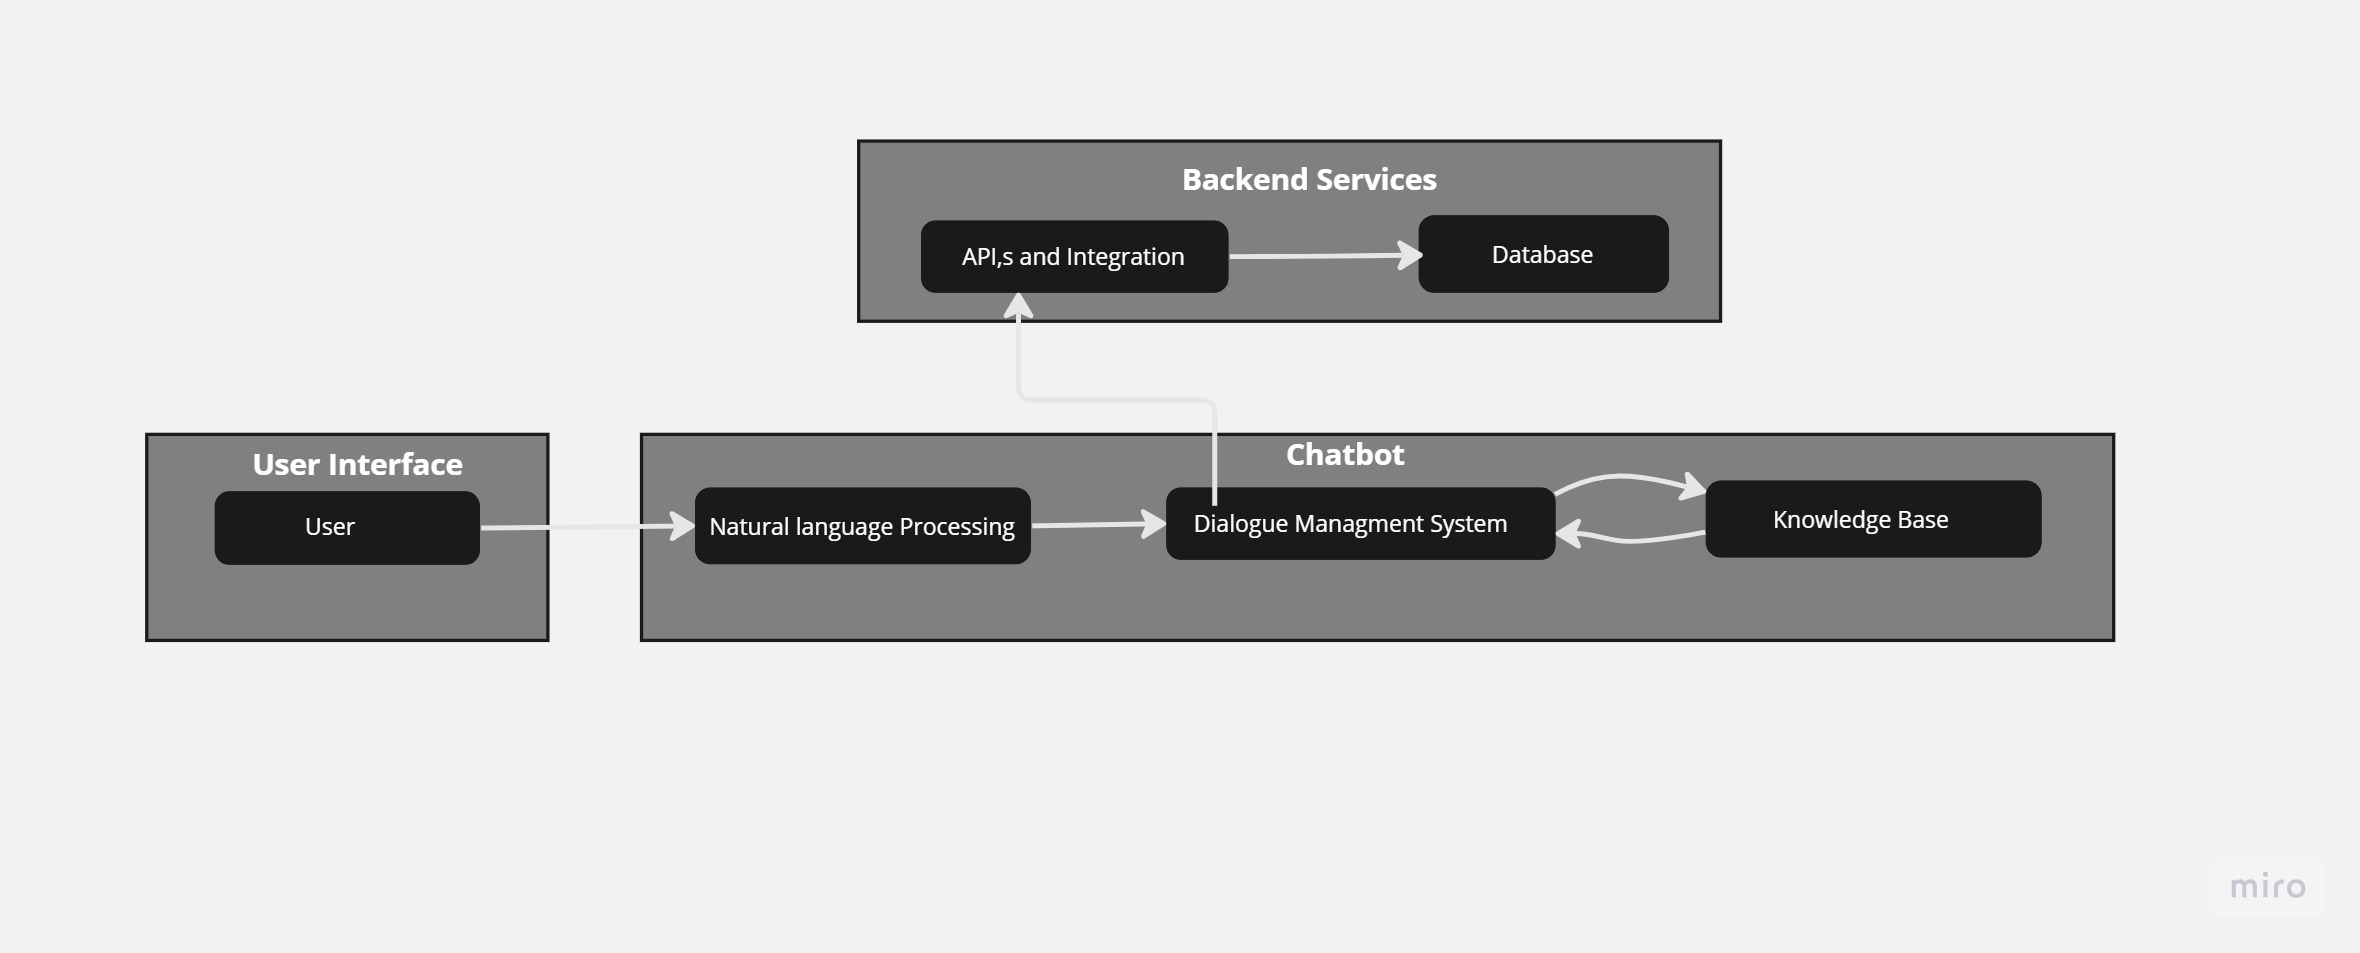 Backend Services
API,s and Integration
Database
User Interface
User
Chatbot
Natural language Processing
Dialogue Managment System
Knowledge Base
miro